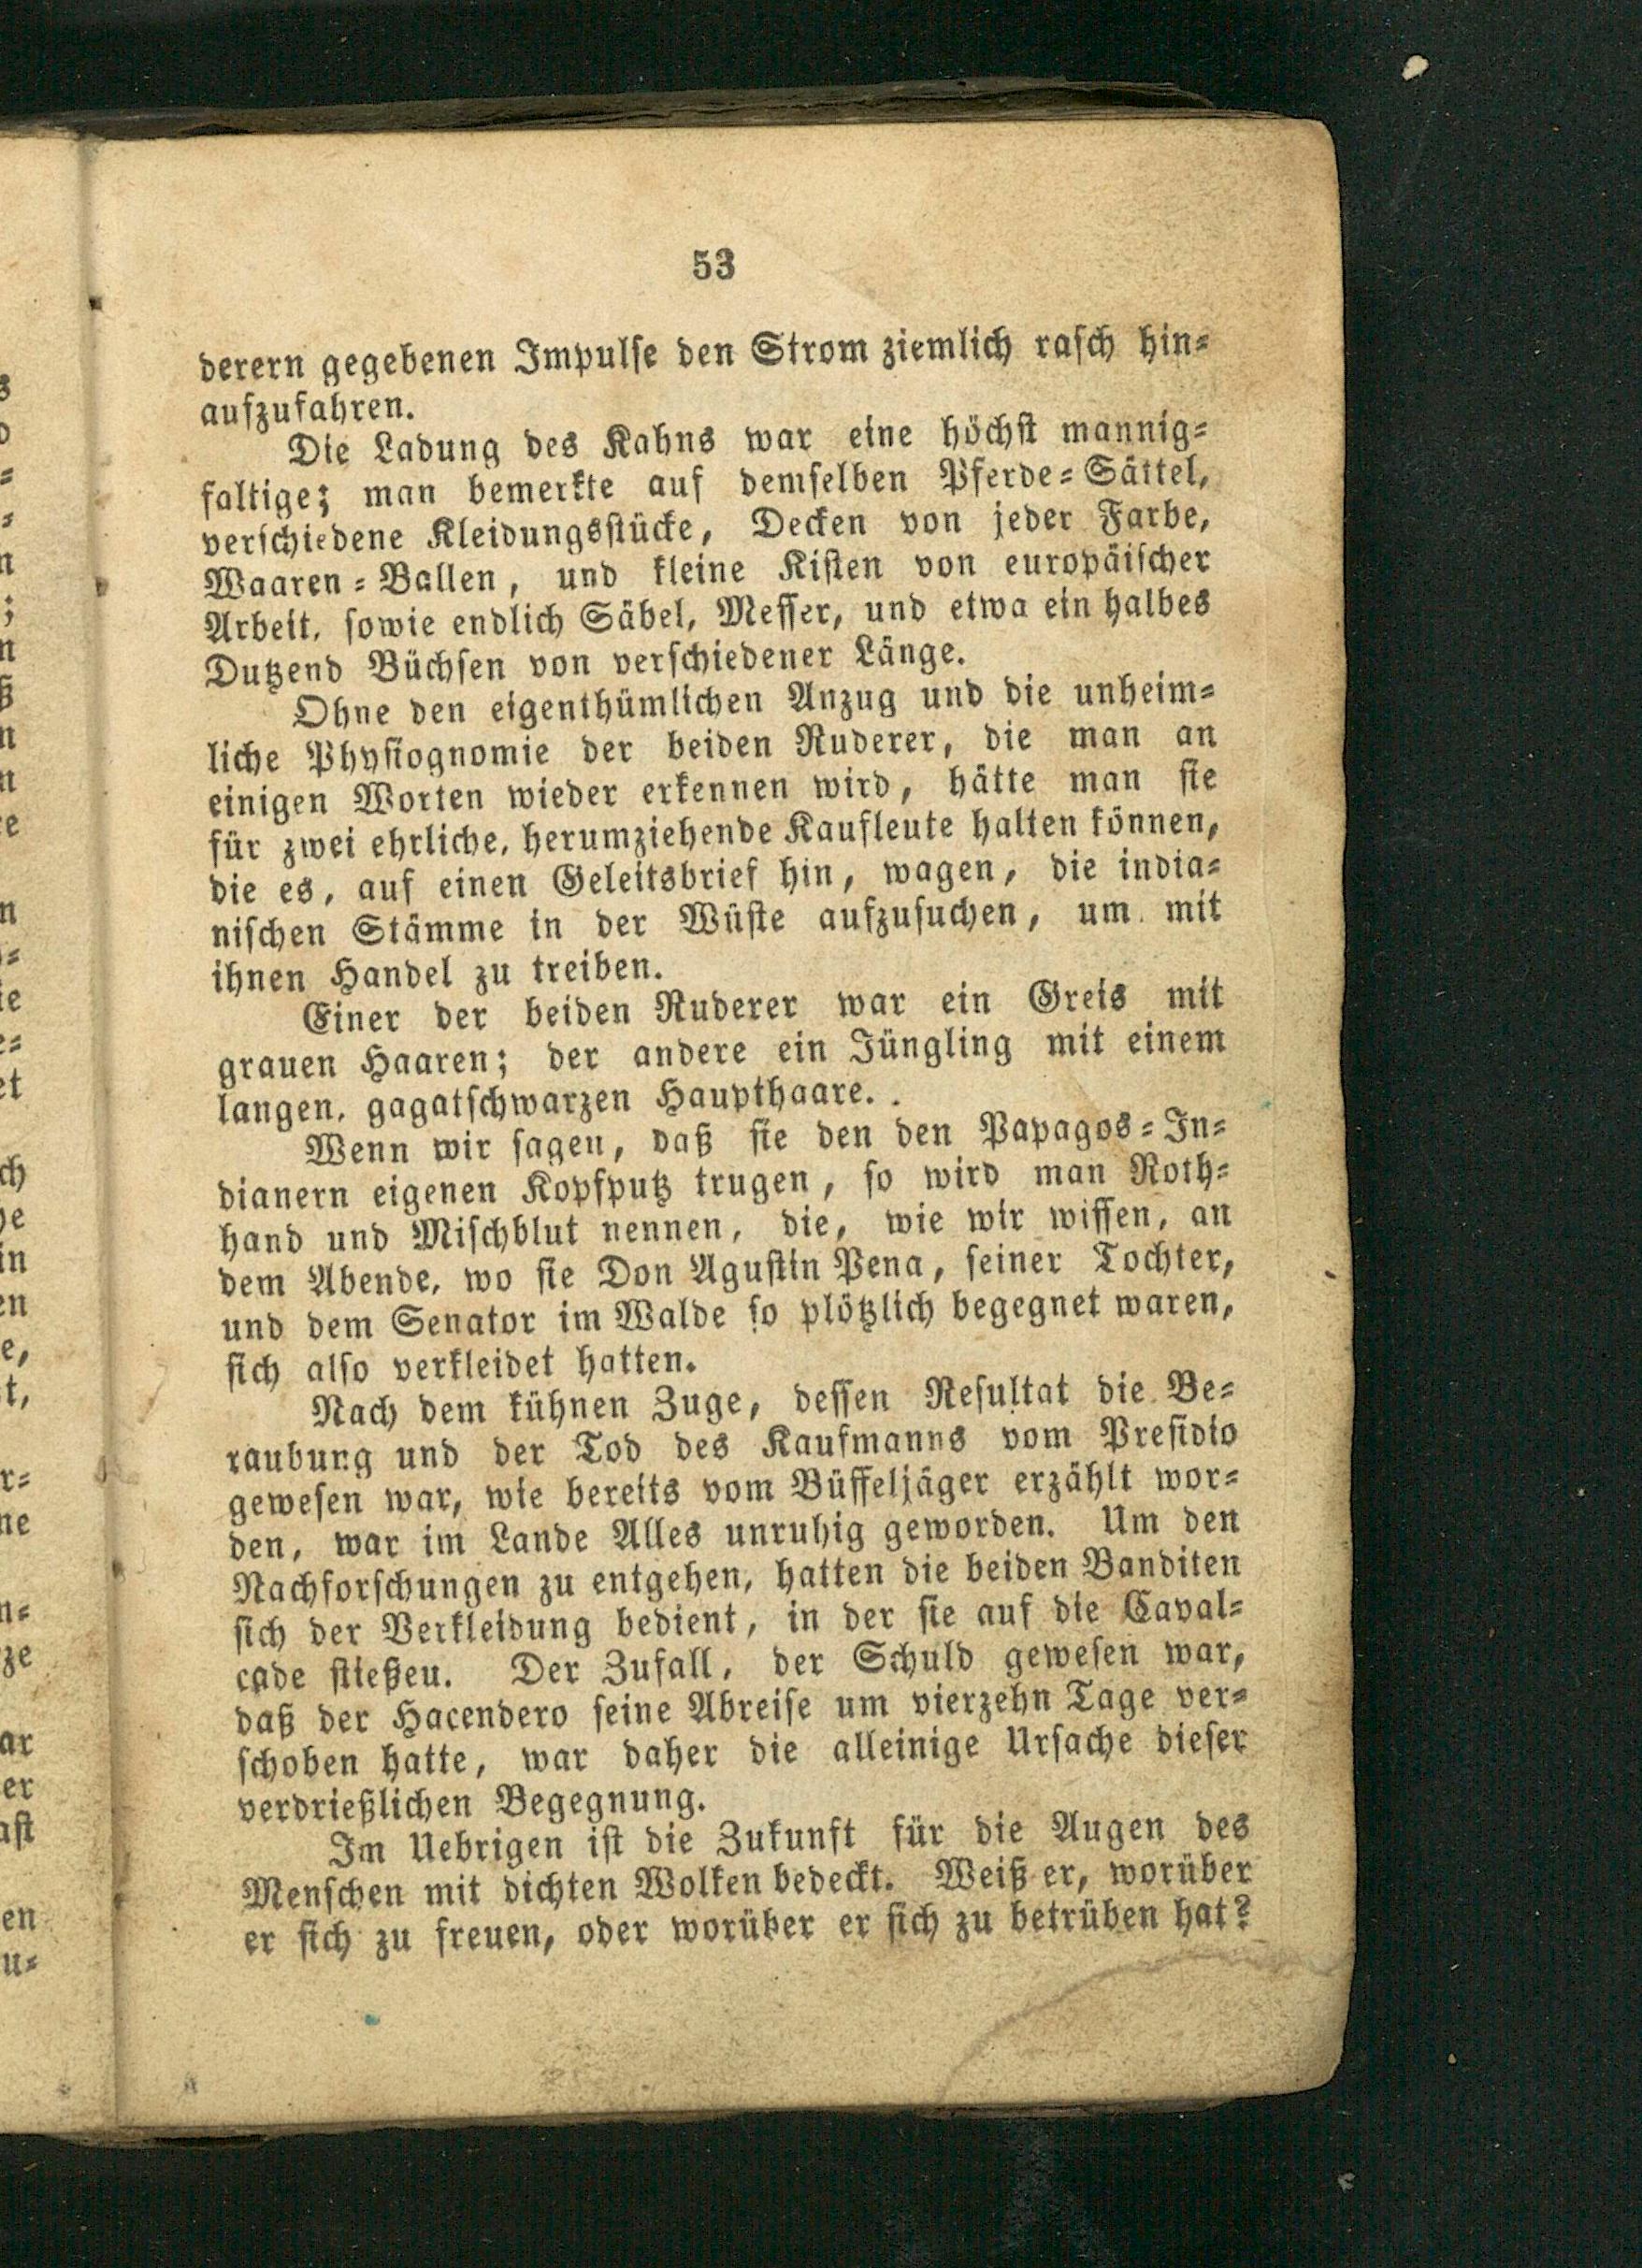 53
derern gegebenen Impulse den Strom ziemlich rasch hin=
aufzufahren.
Die Ladung des Kahns war eine höchst mannig=
faltige; man bemerkte auf demselben Pferde=Sättel,
verschiedene Kleidungsstücke, Decken von jeder Farbe,
Waaren=Ballen, und kleine Kisten von europäischer
Arbeit, sowie endlich Säbel, Messer, und etwa ein halbes
Dutzend Büchsen von verschiedener Länge.
Ohne den eigenthümlichen Anzug und die unheim=
liche Physiognomie der beiden Ruderer, die man an
einigen Worten wieder erkennen wird, hätte man sie
für zwei ehrliche, herumziehende Kaufleute halten können,
die es, auf einen Geleitsbrief hin, wagen, die india=
nischen Stämme in der Wüste aufzusuchen, um mit
ihnen Handel zu treiben.
Einer der beiden Ruderer war ein Greis mit
grauen Haaren; der andere ein Jüngling mit einem
langen, gagatschwarzen Haupthaare.
Wenn wir sagen, daß sie den den Papagos=In=
dianern eigenen Kopfputz trugen, so wird man Roth=
hand und Mischblut nennen, die, wie wir wissen, an
dem Abende, wo sie Don Agustin Pena, seiner Tochter,
und dem Senator im Walde so plötzlich begegnet waren,
sich also verkleidet hatten.
Nach dem kühnen Zuge, dessen Resultat die Be=
raubung und der Tod des Kaufmanns vom Presidio
gewesen war, wie bereits vom Büffeljäger erzählt wor=
den, war im Lande Alles unruhig geworden. Um den
Nachforschungen zu entgehen, hatten die beiden Banditen
sich der Verkleidung bedient, in der sie auf die Caval=
cade stießeu. Der Zufall, der Schuld gewesen war,
daß der Hacendero seine Abreise um vierzehn Tage ver=
schoben hatte, war daher die alleinige Ursache dieser
verdrießlichen Begegnung.
Im Uebrigen ist die Zukunft für die Augen des
Menschen mit dichten Wolken bedeckt. Weiß er, worüber
er sich zu freuen, oder worüber er sich zu betrüben hat?